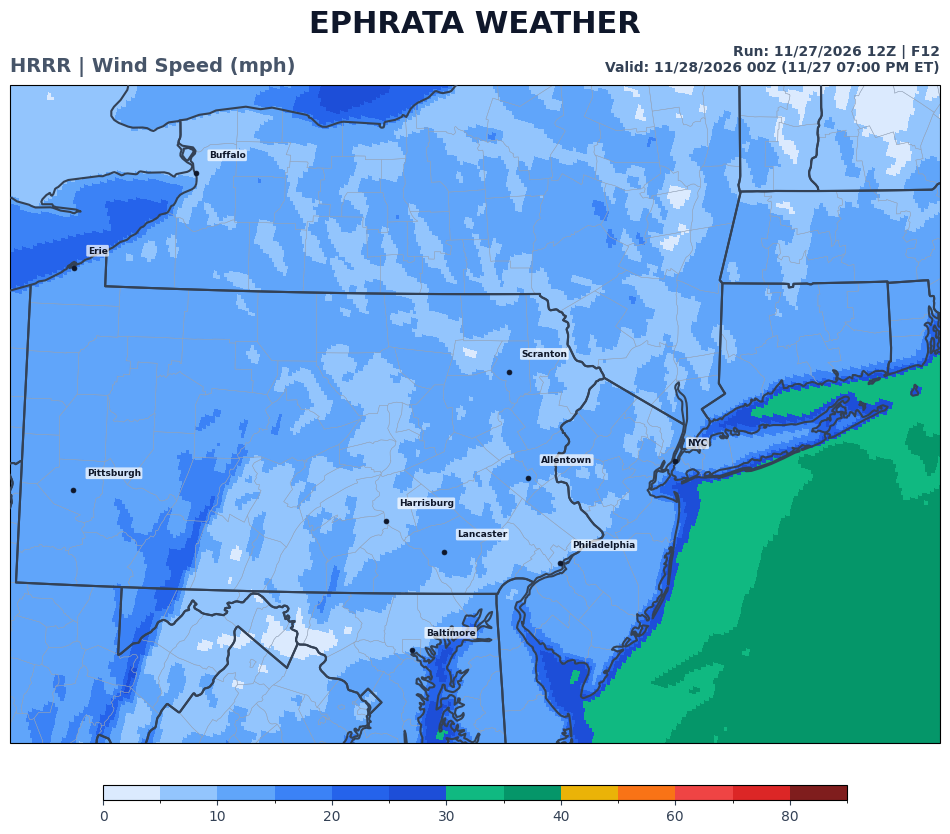 EPHRATA WEATHER
HRRR | Wind Speed (mph)
Run: 11/27/2026 12Z | F12
Valid: 11/28/2026 00Z (11/27 07:00 PM ET)
Buffalo
Erie
Scranton
NYC
Pittsburgh
Allentown
Harrisburg
Lancaster
Philadelphia
Baltimore
0 10 20 30 40 60 80